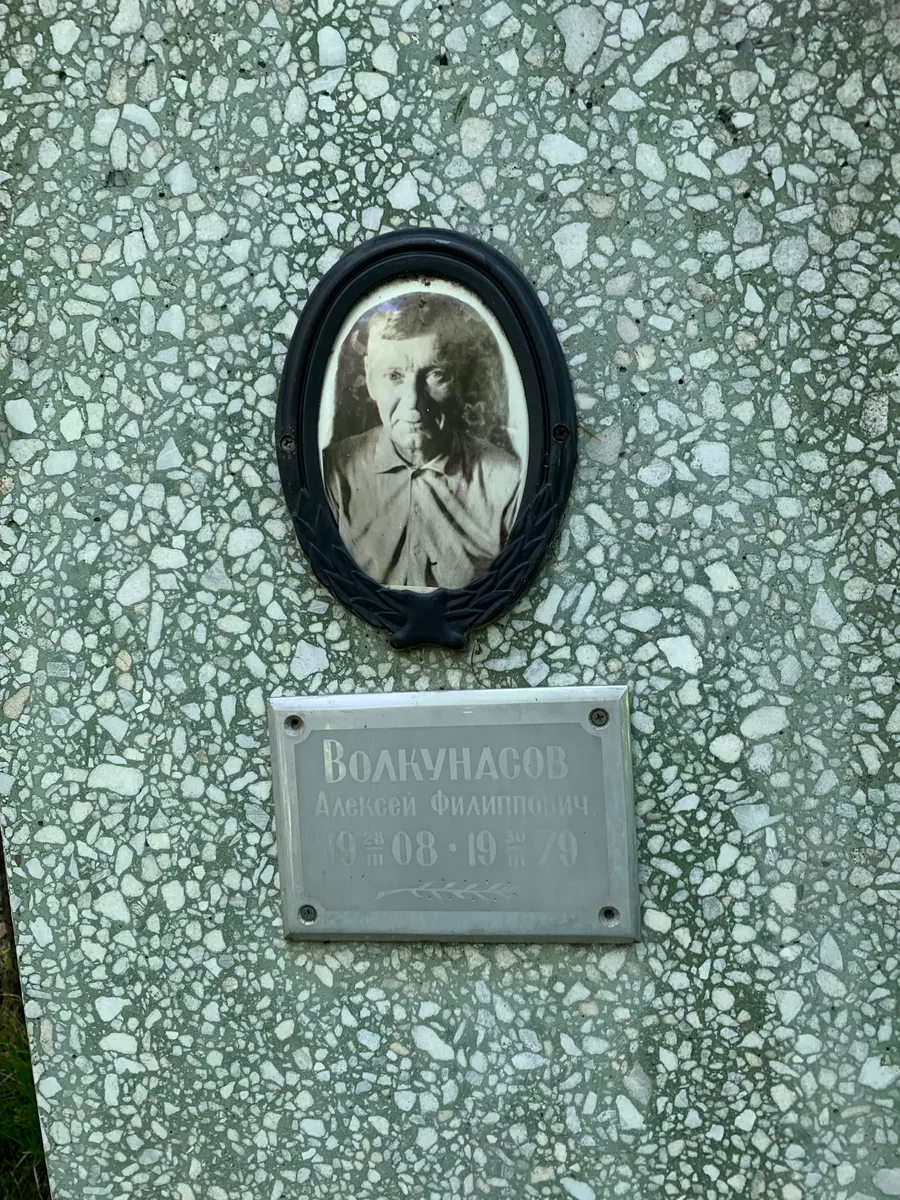 Волкунасов
Алексей Филиппович
19 28/III 08 · 19 30/III 79